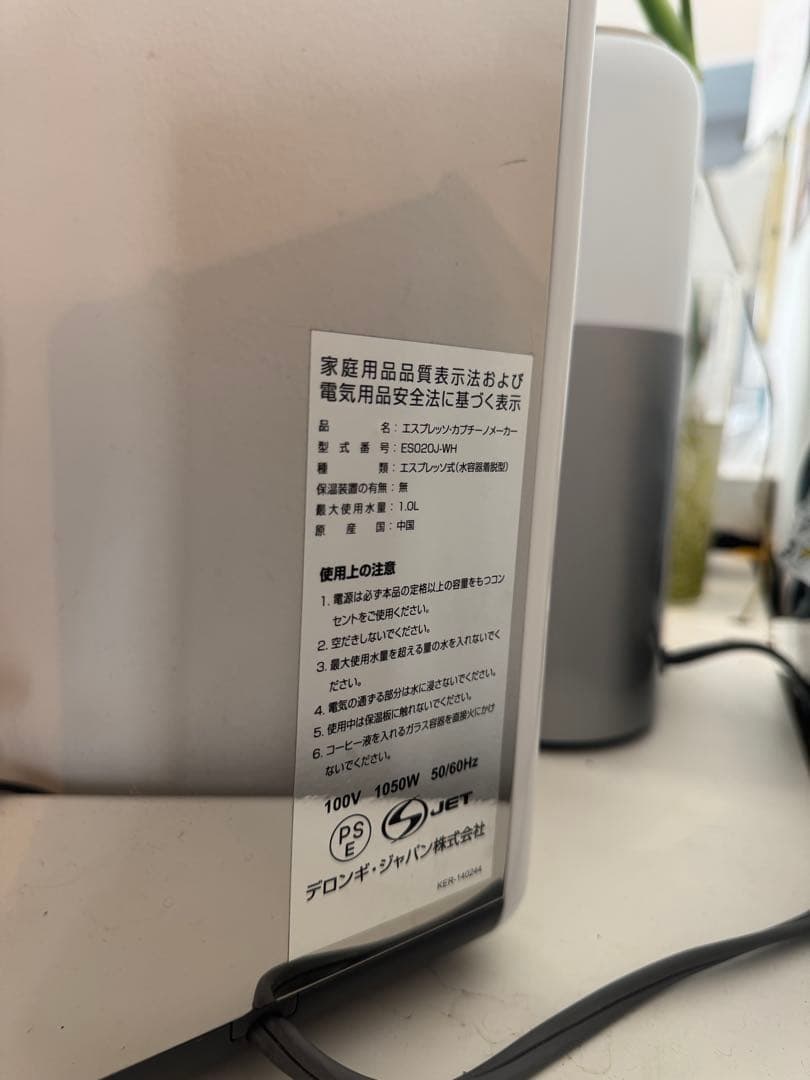 家庭用品品質表示法および
電気用品安全法に基づく表示
品名：エスプレッソ・カプチーノメーカー
型式番号：ES020J-WH
種類：エスプレッソ式(水容器着脱型)
保温装置の有無：無
最大使用水量：1.0L
原産国：中国
使用上の注意
1. 電源は必ず本品の定格以上の容量をもつコン
セントをご使用ください。
2. 空だきしないでください。
3. 最大使用水量を超える量の水を入れないでく
ださい。
4. 電気の通ずる部分は水に浸さないでください。
5. 使用中は保温板に触れないでください。
6. コーヒー液を入れるガラス容器を直接火にかけ
ないでください。
100V 1050W 50/60Hz
PS
E
JET
デロンギ・ジャパン株式会社
KER-140244